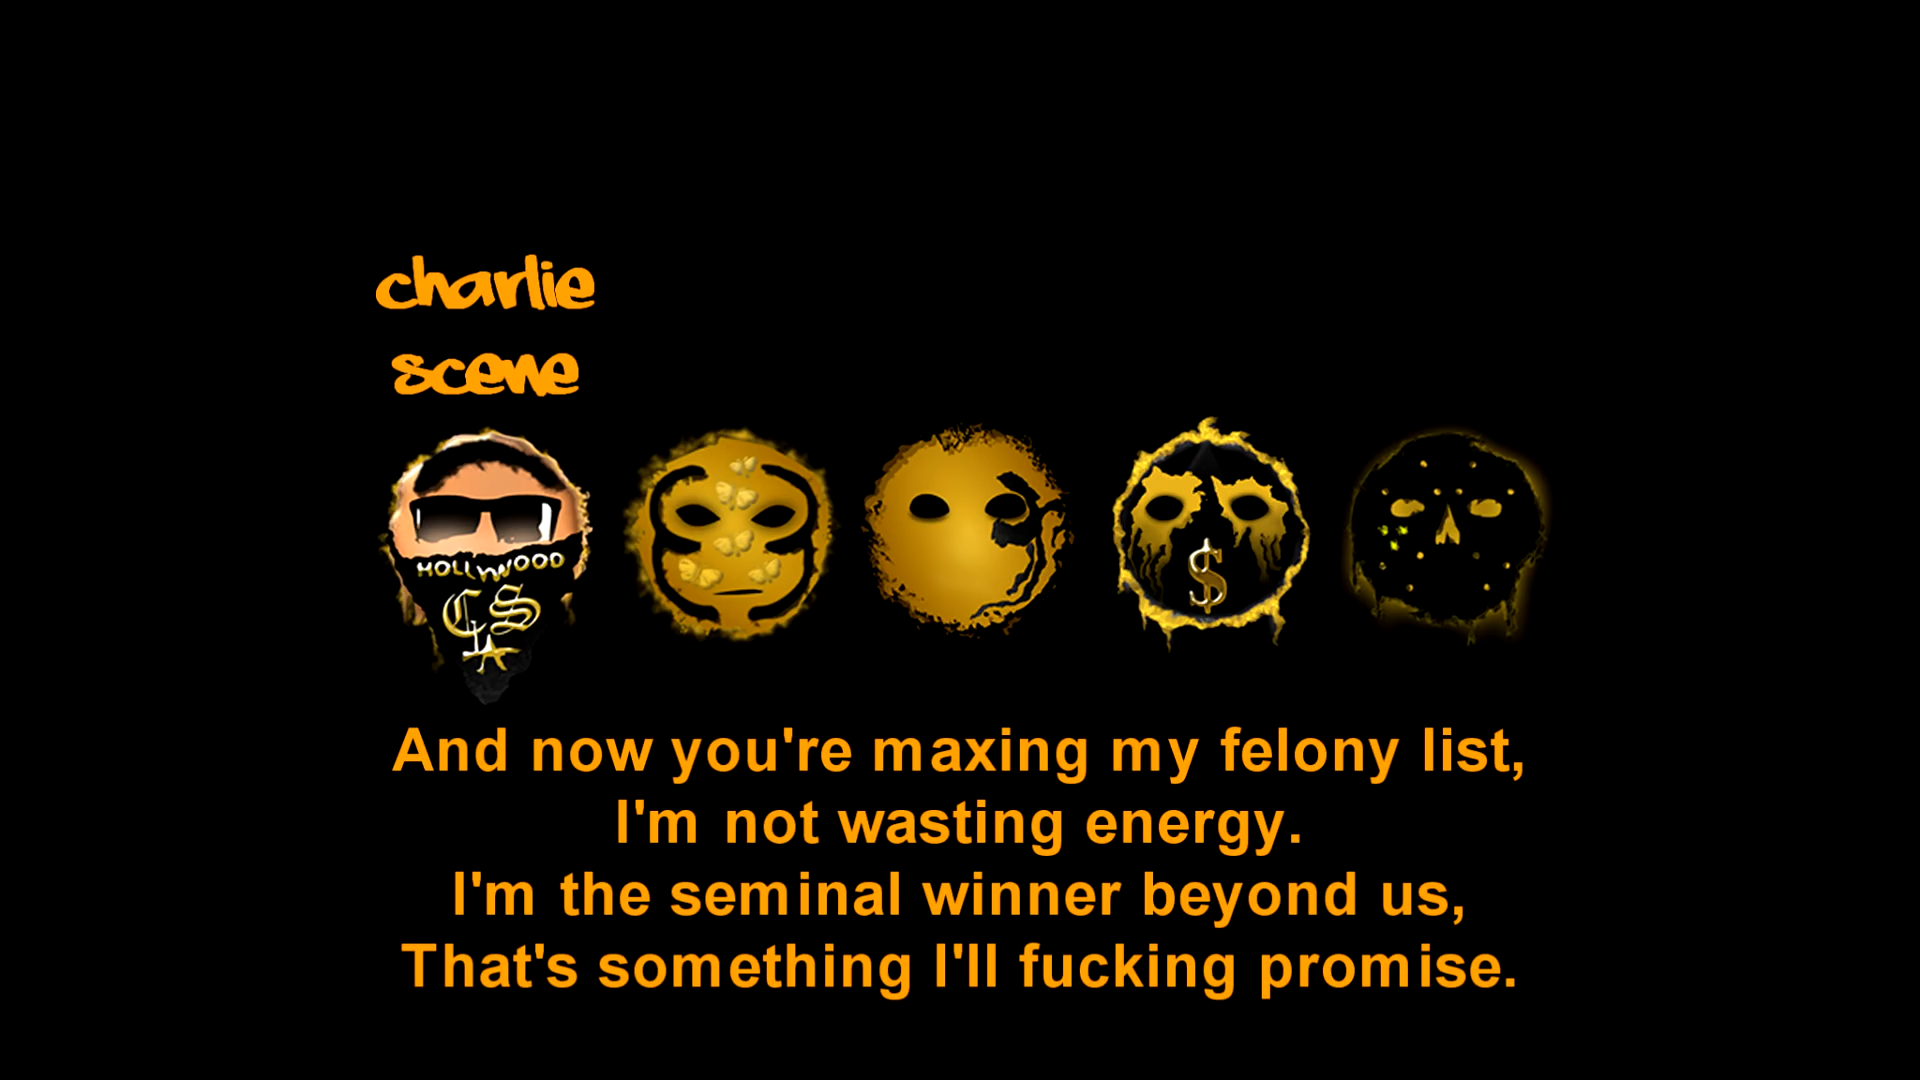 charlie
scene
HOLLYWOOD
CS
LA
$
And now you're maxing my felony list,
I'm not wasting energy.
I'm the seminal winner beyond us,
That's something I'll fucking promise.